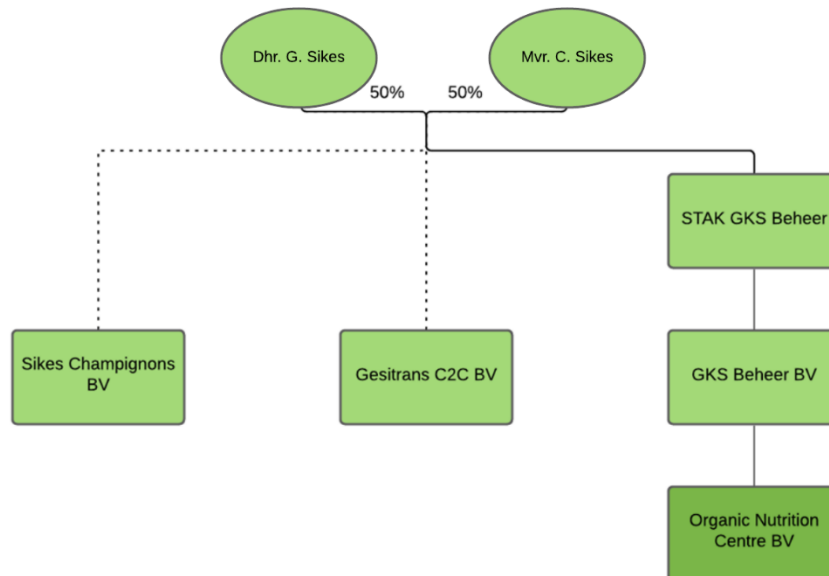 Dhr. G. Sikes
Mvr. C. Sikes
50%
50%
STAK GKS Beheer
Sikes Champignons
BV
Gesitrans C2C BV
GKS Beheer BV
Organic Nutrition
Centre BV